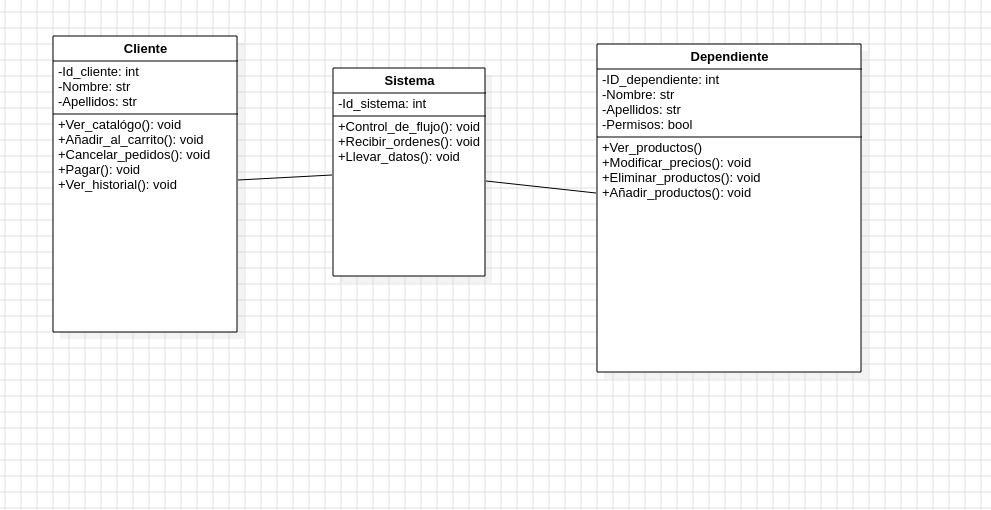 Cliente
-Id_cliente: int
-Nombre: str
-Apellidos: str
+Ver_catalógo(): void
+Añadir_al_carrito(): void
+Cancelar_pedidos(): void
+Pagar(): void
+Ver_historial(): void
Sistema
-Id_sistema: int
+Control_de_flujo(): void
+Recibir_ordenes(): void
+Llevar_datos(): void
Dependiente
-ID_dependiente: int
-Nombre: str
-Apellidos: str
-Permisos: bool
+Ver_productos()
+Modificar_precios(): void
+Eliminar_productos(): void
+Añadir_productos(): void